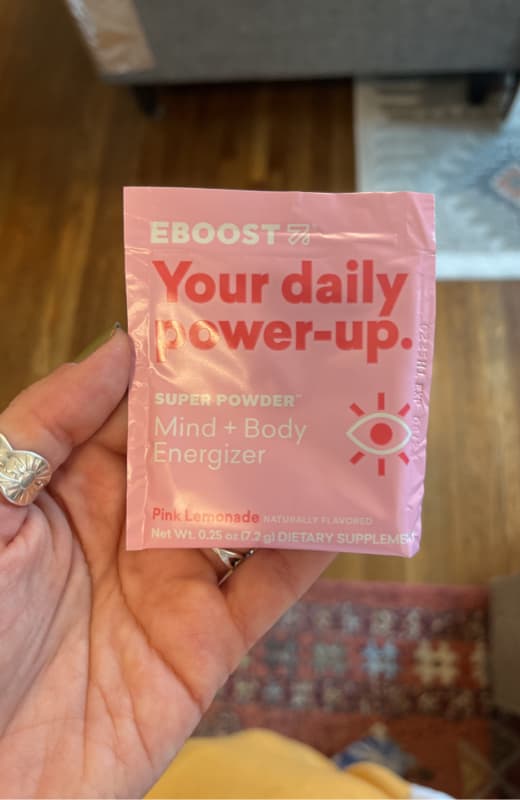 EBOOST
Your daily
power-up.
SUPER POWDER™
Mind + Body
Energizer
Pink Lemonade NATURALLY FLAVORED
Net Wt. 0.25 oz (7.2 g) DIETARY SUPPLEMENT